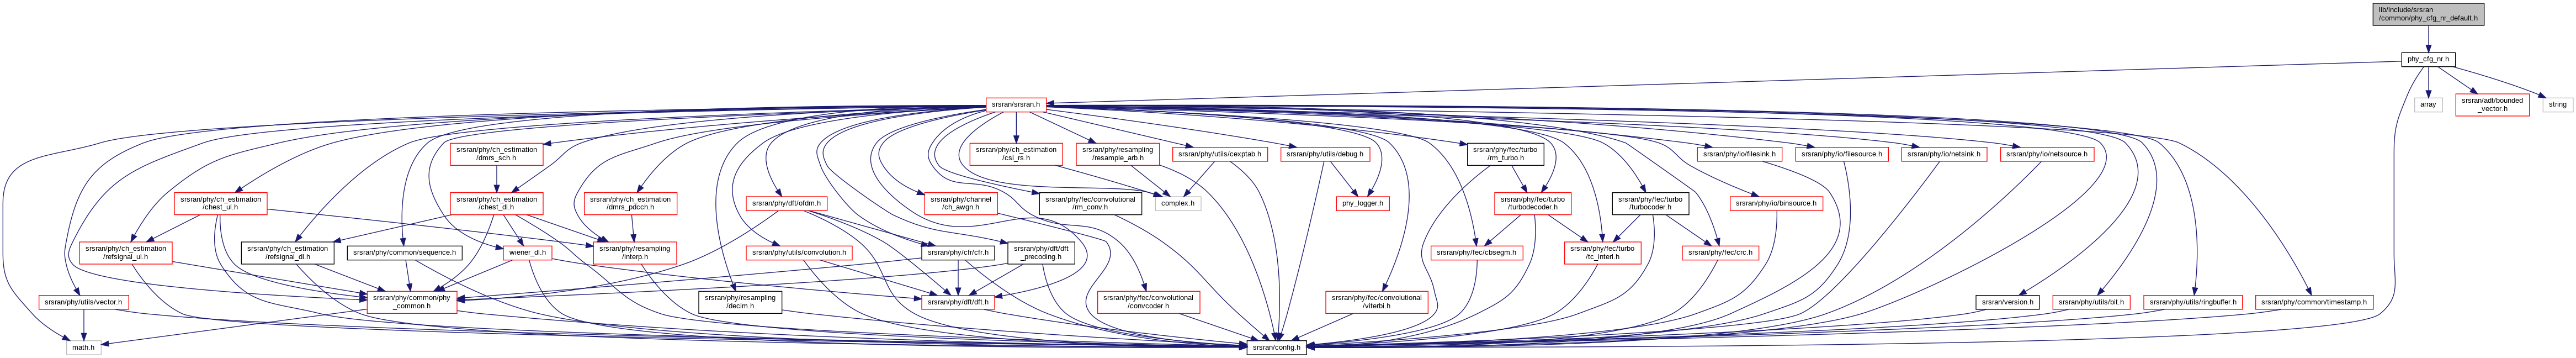 lib/include/srsran
/common/phy_cfg_nr_default.h
phy_cfg_nr.h
srsran/srsran.h
array
srsran/adt/bounded
_vector.h
string
srsran/phy/ch_estimation
/dmrs_sch.h
srsran/phy/ch_estimation
/csi_rs.h
srsran/phy/resampling
/resample_arb.h
srsran/phy/utils/cexptab.h
srsran/phy/utils/debug.h
srsran/phy/fec/turbo
/rm_turbo.h
srsran/phy/io/filesink.h
srsran/phy/io/filesource.h
srsran/phy/io/netsink.h
srsran/phy/io/netsource.h
srsran/phy/ch_estimation
/chest_ul.h
srsran/phy/ch_estimation
/chest_dl.h
srsran/phy/ch_estimation
/dmrs_pdcch.h
srsran/phy/dft/ofdm.h
srsran/phy/channel
/ch_awgn.h
srsran/phy/fec/convolutional
/rm_conv.h
complex.h
phy_logger.h
srsran/phy/fec/turbo
/turbodecoder.h
srsran/phy/fec/turbo
/turbocoder.h
srsran/phy/io/binsource.h
srsran/phy/ch_estimation
/refsignal_ul.h
srsran/phy/ch_estimation
/refsignal_dl.h
srsran/phy/common/sequence.h
wiener_dl.h
srsran/phy/resampling
/interp.h
srsran/phy/utils/convolution.h
srsran/phy/cfr/cfr.h
srsran/phy/dft/dft
_precoding.h
srsran/phy/fec/cbsegm.h
srsran/phy/fec/turbo
/tc_interl.h
srsran/phy/fec/crc.h
srsran/phy/utils/vector.h
srsran/phy/common/phy
_common.h
srsran/phy/resampling
/decim.h
srsran/phy/dft/dft.h
srsran/phy/fec/convolutional
/convcoder.h
srsran/phy/fec/convolutional
/viterbi.h
srsran/version.h
srsran/phy/utils/bit.h
srsran/phy/utils/ringbuffer.h
srsran/phy/common/timestamp.h
math.h
srsran/config.h